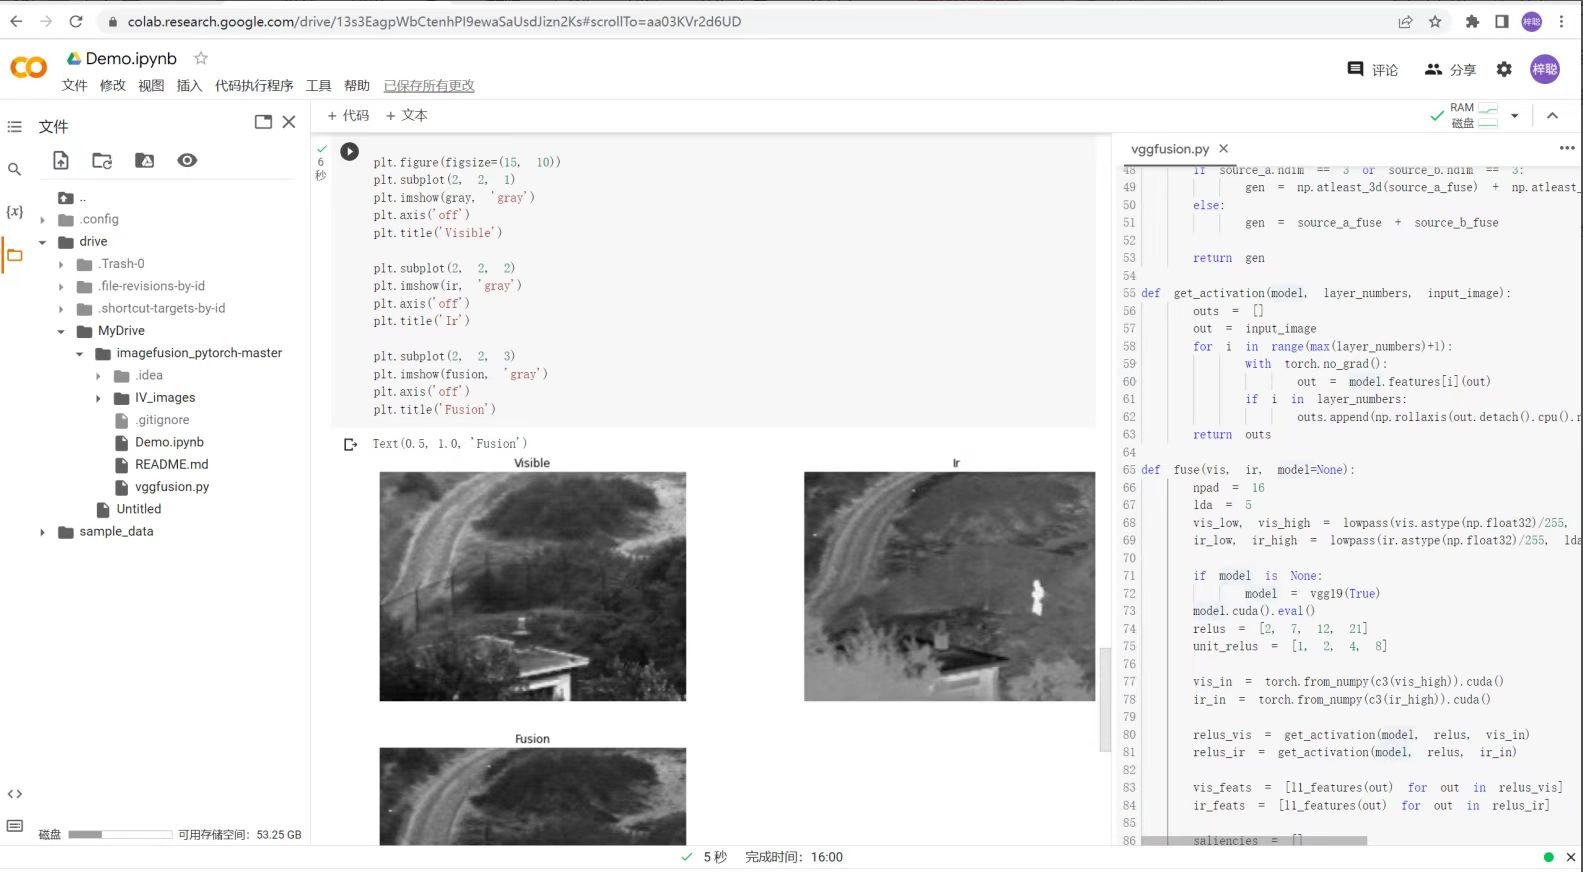 colab.research.google.com/drive/13s3EagpWbCtenhPI9ewaSaUsdJizn2Ks#scrollTo=aa03KVr2d6UD
梓聪
Demo.ipynb
文件 修改 视图 插入 代码执行程序 工具 帮助 已保存所有更改
评论 分享 梓聪
+ 代码 + 文本
RAM
磁盘
文件
..
.config
drive
.Trash-0
.file-revisions-by-id
.shortcut-targets-by-id
MyDrive
imagefusion_pytorch-master
.idea
IV_images
.gitignore
Demo.ipynb
README.md
vggfusion.py
Untitled
sample_data
磁盘 可用存储空间: 53.25 GB
6
秒
plt.figure(figsize=(15, 10))
plt.subplot(2, 2, 1)
plt.imshow(gray, 'gray')
plt.axis('off')
plt.title('Visible')
plt.subplot(2, 2, 2)
plt.imshow(ir, 'gray')
plt.axis('off')
plt.title('Ir')
plt.subplot(2, 2, 3)
plt.imshow(fusion, 'gray')
plt.axis('off')
plt.title('Fusion')
Text(0.5, 1.0, 'Fusion')
Visible
Ir
Fusion
vggfusion.py
48 if source_a.ndim == 3 or source_b.ndim == 3:
49 gen = np.atleast_3d(source_a_fuse) + np.atleast_
50 else:
51 gen = source_a_fuse + source_b_fuse
52
53 return gen
54
55 def get_activation(model, layer_numbers, input_image):
56 outs = []
57 out = input_image
58 for i in range(max(layer_numbers)+1):
59 with torch.no_grad():
60 out = model.features[i](out)
61 if i in layer_numbers:
62 outs.append(np.rollaxis(out.detach().cpu().n
63 return outs
64
65 def fuse(vis, ir, model=None):
66 npad = 16
67 lda = 5
68 vis_low, vis_high = lowpass(vis.astype(np.float32)/255,
69 ir_low, ir_high = lowpass(ir.astype(np.float32)/255, lda
70
71 if model is None:
72 model = vgg19(True)
73 model.cuda().eval()
74 relus = [2, 7, 12, 21]
75 unit_relus = [1, 2, 4, 8]
76
77 vis_in = torch.from_numpy(c3(vis_high)).cuda()
78 ir_in = torch.from_numpy(c3(ir_high)).cuda()
79
80 relus_vis = get_activation(model, relus, vis_in)
81 relus_ir = get_activation(model, relus, ir_in)
82
83 vis_feats = [l1_features(out) for out in relus_vis]
84 ir_feats = [l1_features(out) for out in relus_ir]
85
86 saliencies = []
5 秒 完成时间: 16:00